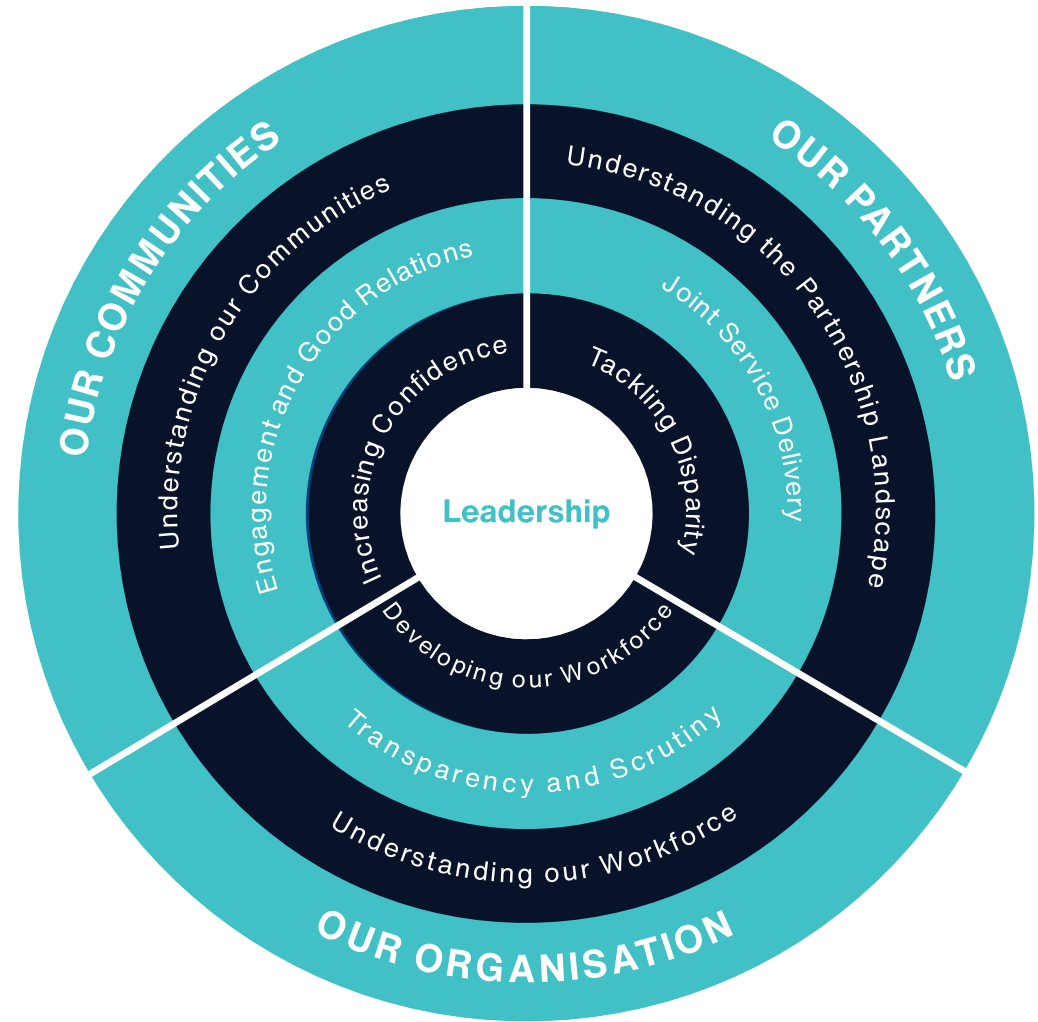 OUR COMMUNITIES
Understanding our Communities
Engagement and Good Relations
Increasing Confidence
OUR PARTNERS
Understanding the Partnership Landscape
Joint Service Delivery
Tackling Disparity
Leadership
Developing our Workforce
Transparency and Scrutiny
Understanding our Workforce
OUR ORGANISATION